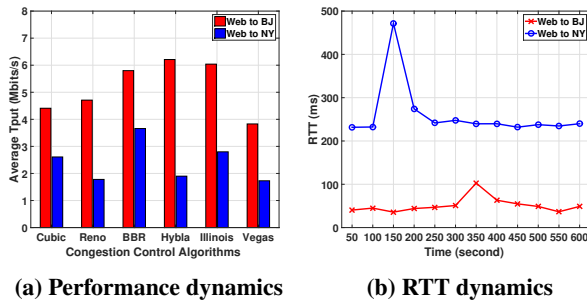 Web to BJ
Web to NY
8
7
6
5
4
3
2
1
0
Average Tput (Mbits/s)
Cubic Reno BBR Hybla Illinois Vegas
Congestion Control Algorithms
(a) Performance dynamics
Web to BJ
Web to NY
500
400
300
200
100
0
RTT (ms)
50 100 150 200 250 300 350 400 450 500 550 600
Time (second)
(b) RTT dynamics